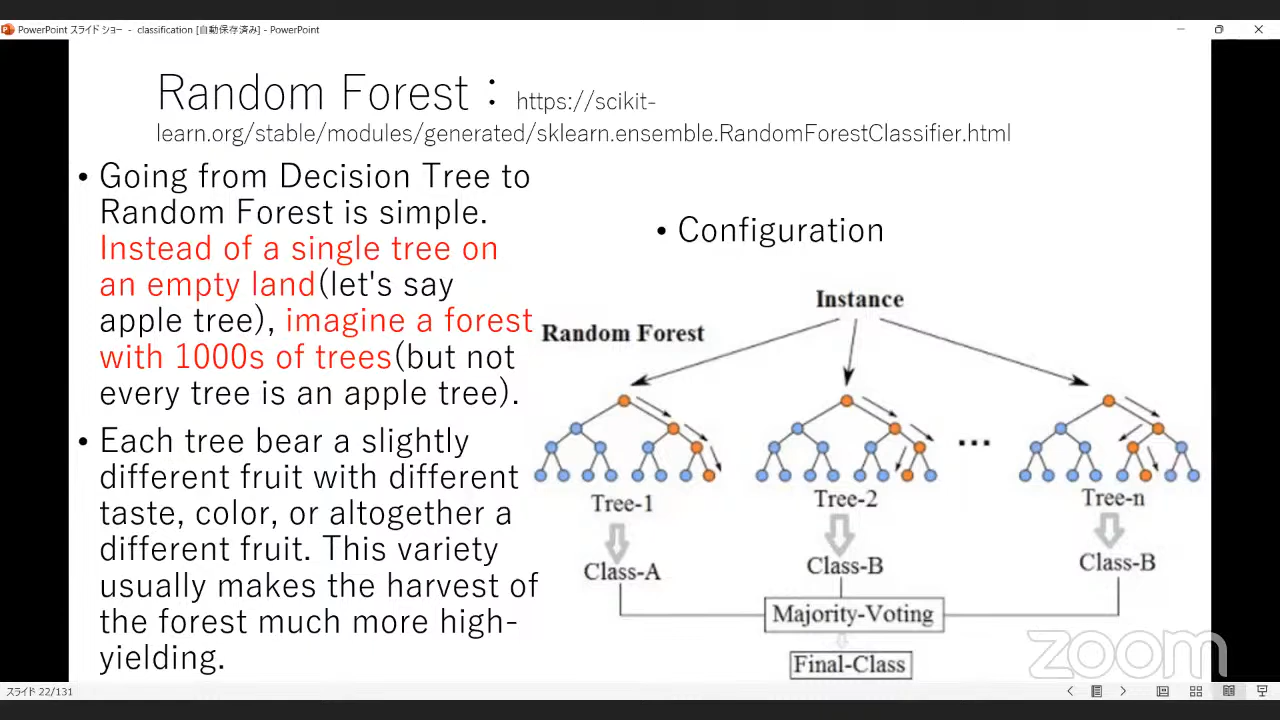 PowerPoint スライド ショー - classification [自動保存済み] - PowerPoint
Random Forest：https://scikit-
learn.org/stable/modules/generated/sklearn.ensemble.RandomForestClassifier.html
• Going from Decision Tree to
Random Forest is simple.
Instead of a single tree on
an empty land(let's say
apple tree), imagine a forest
with 1000s of trees(but not
every tree is an apple tree).
• Each tree bear a slightly
different fruit with different
taste, color, or altogether a
different fruit. This variety
usually makes the harvest of
the forest much more high-
yielding.
• Configuration
Instance
Random Forest
...
Tree-1
Tree-2
Tree-n
Class-A
Class-B
Class-B
Majority-Voting
Final-Class
zoom
スライド 22/131